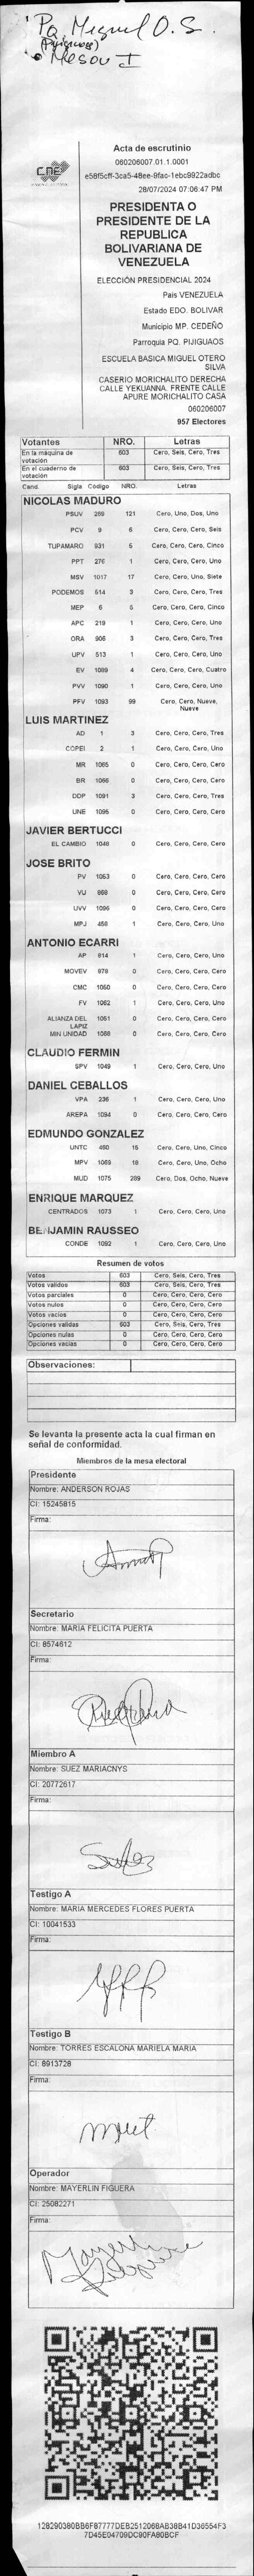 Pq. Miguel O. S.
(Pijiguaos)
Mesa I
CNE
Acta de escrutinio
060206007.01.1.0001
e58f5cff-3ca5-48ee-9fac-1ebc9922adbc
28/07/2024 07:06:47 PM
PRESIDENTA O
PRESIDENTE DE LA
REPUBLICA
BOLIVARIANA DE
VENEZUELA
ELECCIÓN PRESIDENCIAL 2024
Pais VENEZUELA
Estado EDO. BOLIVAR
Municipio MP. CEDEÑO
Parroquia PQ. PIJIGUAOS
ESCUELA BASICA MIGUEL OTERO
SILVA
CASERIO MORICHALITO DERECHA
CALLE YEKUANNA. FRENTE CALLE
APURE MORICHALITO CASA
060206007
957 Electores
Votantes NRO. Letras
En la máquina de votación 603 Cero, Seis, Cero, Tres
En el cuaderno de votación 603 Cero, Seis, Cero, Tres
Cand. Sigla Código NRO. Letras
NICOLAS MADURO
PSUV 269 121 Cero, Uno, Dos, Uno
PCV 9 6 Cero, Cero, Cero, Seis
TUPAMARO 931 5 Cero, Cero, Cero, Cinco
PPT 276 1 Cero, Cero, Cero, Uno
MSV 1017 17 Cero, Cero, Uno, Siete
PODEMOS 514 3 Cero, Cero, Cero, Tres
MEP 6 5 Cero, Cero, Cero, Cinco
APC 219 1 Cero, Cero, Cero, Uno
ORA 906 3 Cero, Cero, Cero, Tres
UPV 513 1 Cero, Cero, Cero, Uno
EV 1089 4 Cero, Cero, Cero, Cuatro
PVV 1090 1 Cero, Cero, Cero, Uno
PFV 1093 99 Cero, Cero, Nueve,
Nueve
LUIS MARTINEZ
AD 1 3 Cero, Cero, Cero, Tres
COPEI 2 1 Cero, Cero, Cero, Uno
MR 1065 0 Cero, Cero, Cero, Cero
BR 1066 0 Cero, Cero, Cero, Cero
DDP 1091 3 Cero, Cero, Cero, Tres
UNE 1095 0 Cero, Cero, Cero, Cero
JAVIER BERTUCCI
EL CAMBIO 1048 0 Cero, Cero, Cero, Cero
JOSE BRITO
PV 1053 0 Cero, Cero, Cero, Cero
VU 868 0 Cero, Cero, Cero, Cero
UVV 1096 0 Cero, Cero, Cero, Cero
MPJ 458 1 Cero, Cero, Cero, Uno
ANTONIO ECARRI
AP 914 1 Cero, Cero, Cero, Uno
MOVEV 879 0 Cero, Cero, Cero, Cero
CMC 1050 0 Cero, Cero, Cero, Cero
FV 1062 1 Cero, Cero, Cero, Uno
ALIANZA DEL LAPIZ 1051 0 Cero, Cero, Cero, Cero
MIN UNIDAD 1088 0 Cero, Cero, Cero, Cero
CLAUDIO FERMIN
SPV 1049 1 Cero, Cero, Cero, Uno
DANIEL CEBALLOS
VPA 236 1 Cero, Cero, Cero, Uno
AREPA 1094 0 Cero, Cero, Cero, Cero
EDMUNDO GONZALEZ
UNTC 460 15 Cero, Cero, Uno, Cinco
MPV 1069 18 Cero, Cero, Uno, Ocho
MUD 1075 289 Cero, Dos, Ocho, Nueve
ENRIQUE MARQUEZ
CENTRADOS 1073 1 Cero, Cero, Cero, Uno
BENJAMIN RAUSSEO
CONDE 1092 1 Cero, Cero, Cero, Uno
Resumen de votos
Votos 603 Cero, Seis, Cero, Tres
Votos validos 603 Cero, Seis, Cero, Tres
Votos parciales 0 Cero, Cero, Cero, Cero
Votos nulos 0 Cero, Cero, Cero, Cero
Votos vacios 0 Cero, Cero, Cero, Cero
Opciones validas 603 Cero, Seis, Cero, Tres
Opciones nulas 0 Cero, Cero, Cero, Cero
Opciones vacias 0 Cero, Cero, Cero, Cero
Observaciones:
Se levanta la presente acta la cual firman en
señal de conformidad.
Miembros de la mesa electoral
Presidente
Nombre: ANDERSON ROJAS
CI: 15245815
Firma:
Secretario
Nombre: MARIA FELICITA PUERTA
CI: 8574612
Firma:
Miembro A
Nombre: SUEZ MARIACNYS
CI: 20772617
Firma:
Testigo A
Nombre: MARIA MERCEDES FLORES PUERTA
CI: 10041533
Firma:
Testigo B
Nombre: TORRES ESCALONA MARIELA MARIA
CI: 8913728
Firma:
Operador
Nombre: MAYERLIN FIGUERA
CI: 25082271
Firma:
128290380BB6F87777DEB2512068AB38B41D36554F3
7D45E04709DC90FA80BCF